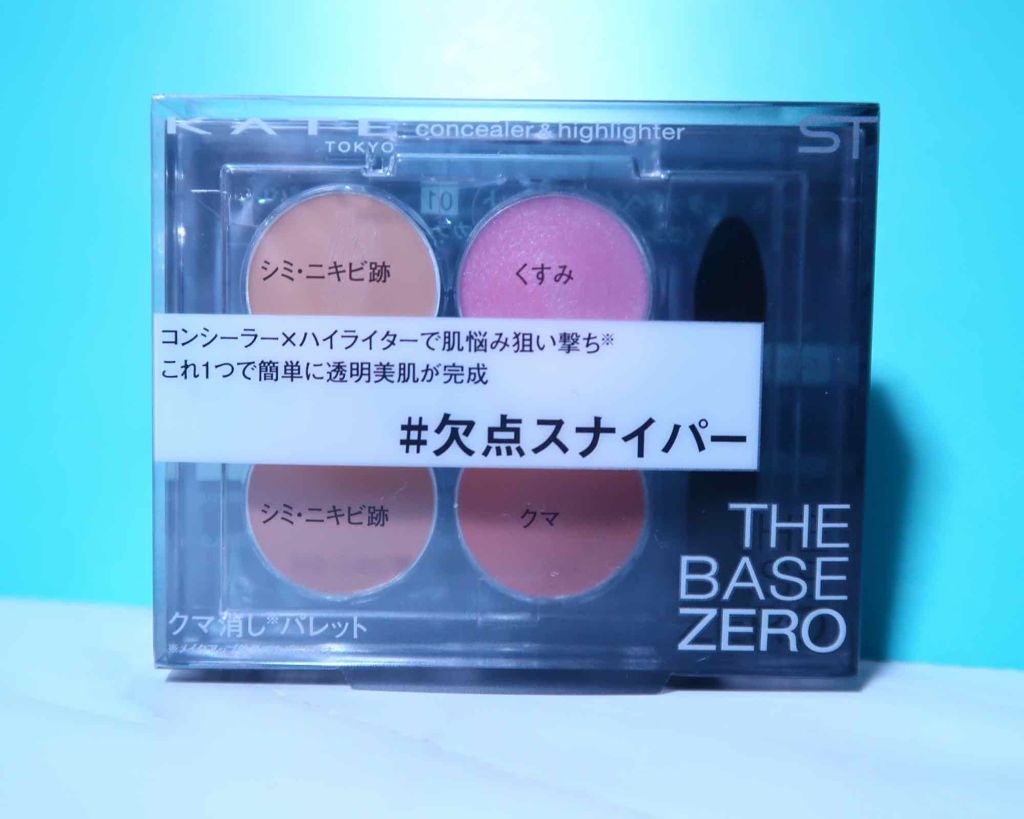 KATE
TOKYO
concealer & highlighter
ST
01
シミ・ニキビ跡
くすみ
コンシーラー×ハイライターで肌悩み狙い撃ち※
これ1つで簡単に透明美肌が完成
#欠点スナイパー
シミ・ニキビ跡
クマ
THE
BASE
ZERO
クマ消し※パレット